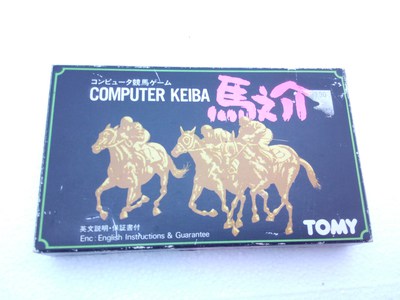 コンピュータ競馬ゲーム
COMPUTER KEIBA 馬之介
英文説明・保証書付
Enc: English Instructions & Guarantee
TOMY